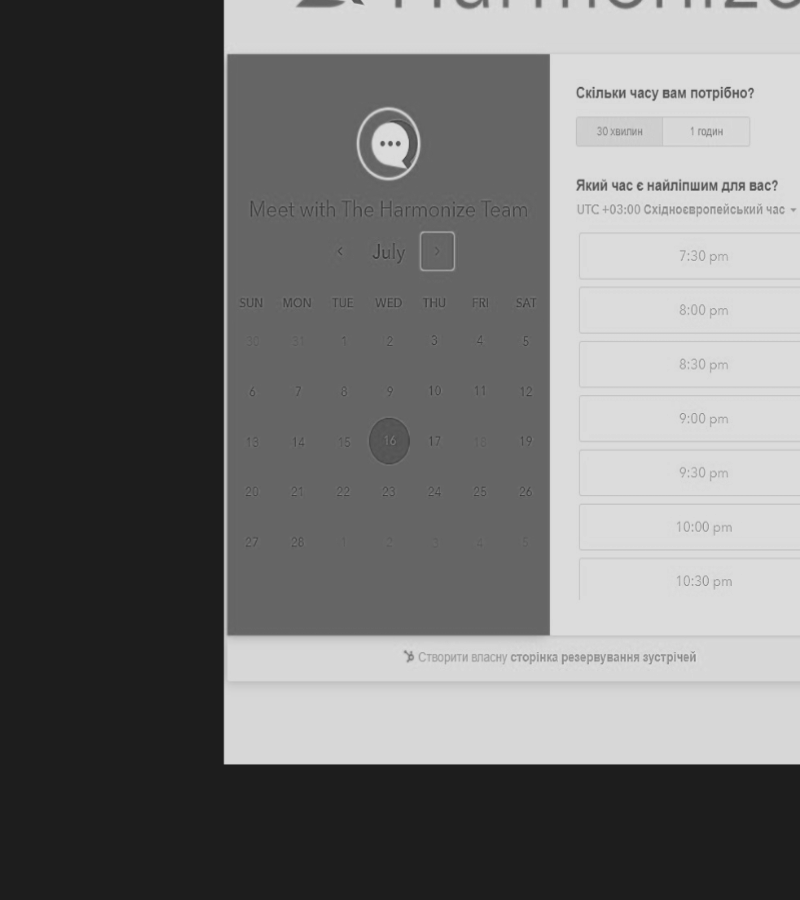 Harmonize
Meet with The Harmonize Team
‹ July ›
SUN MON TUE WED THU FRI SAT
30 31 1 2 3 4 5
6 7 8 9 10 11 12
13 14 15 16 17 18 19
20 21 22 23 24 25 26
27 28 1 2 3 4 5
Скільки часу вам потрібно?
30 хвилин 1 годин
Який час є найліпшим для вас?
UTC +03:00 Східноєвропейський час
7:30 pm
8:00 pm
8:30 pm
9:00 pm
9:30 pm
10:00 pm
10:30 pm
Створити власну сторінка резервування зустрічей